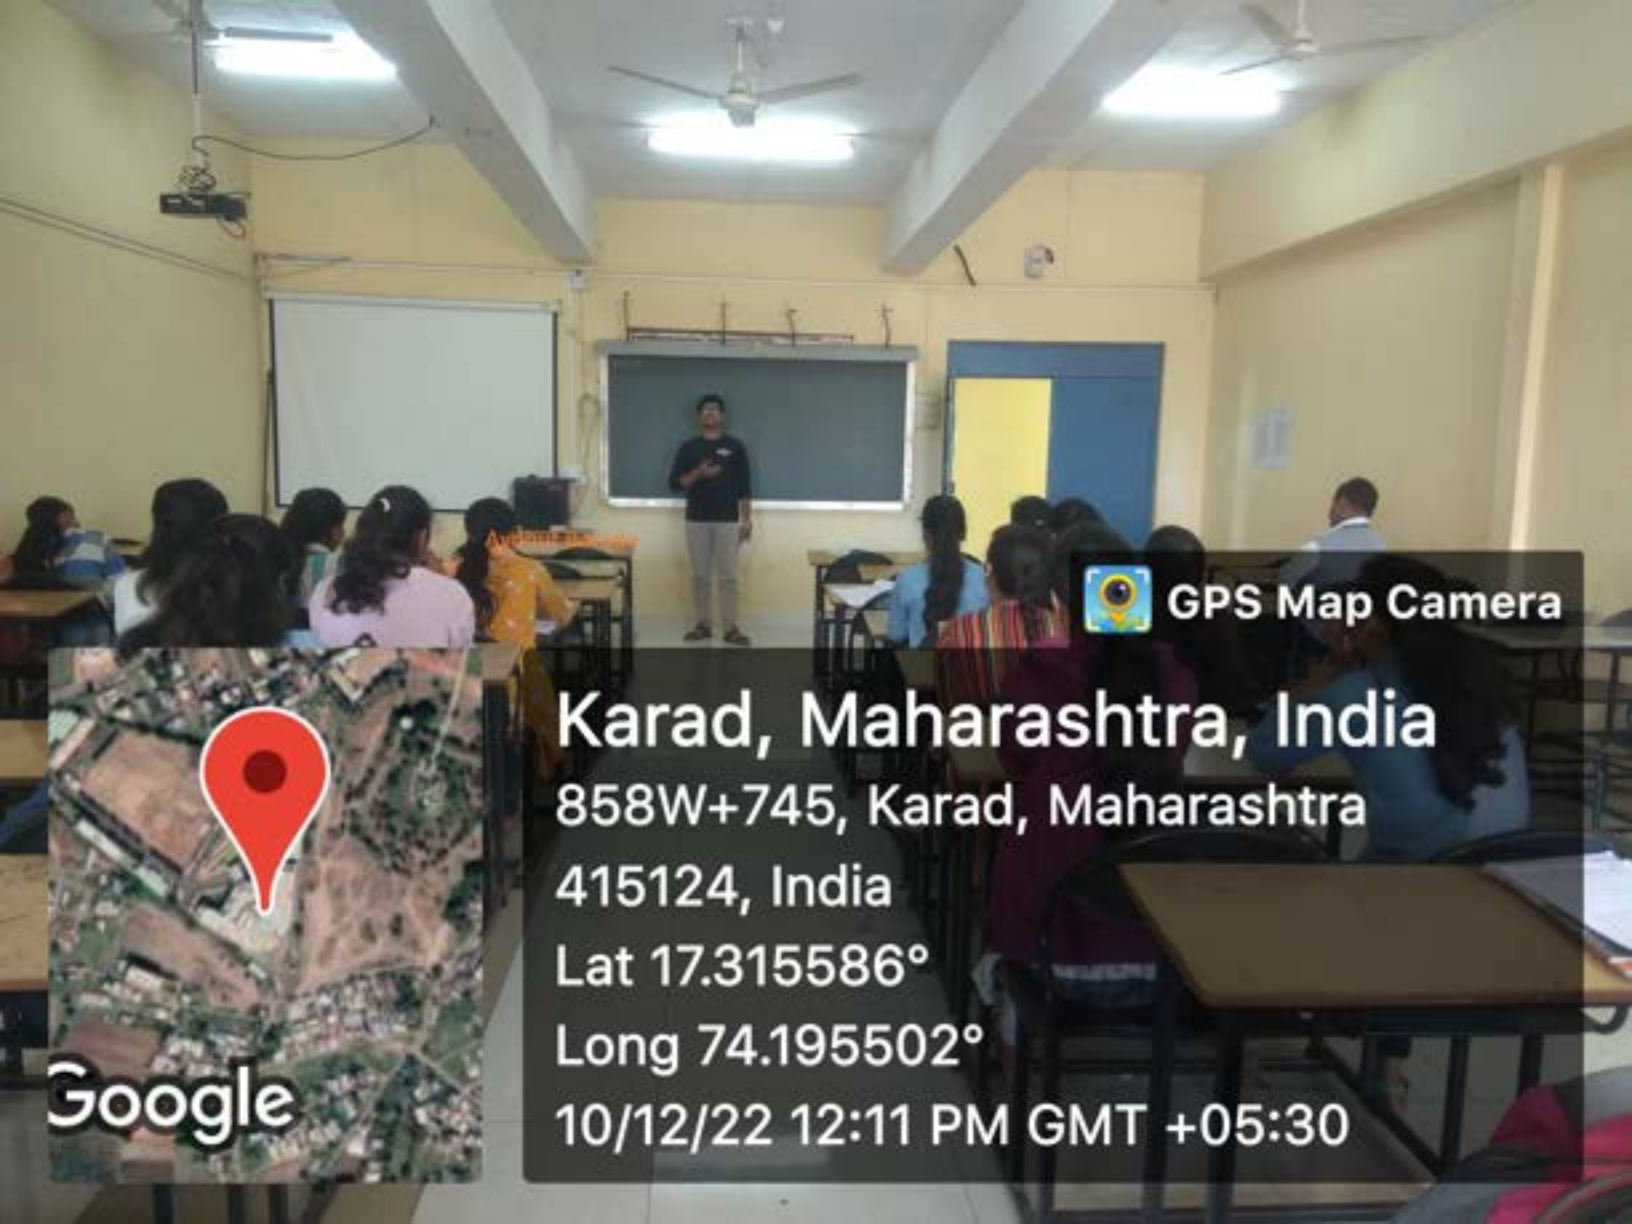 GPS Map Camera
Karad, Maharashtra, India
858W+745, Karad, Maharashtra
415124, India
Lat 17.315586°
Long 74.195502°
10/12/22 12:11 PM GMT +05:30
Google